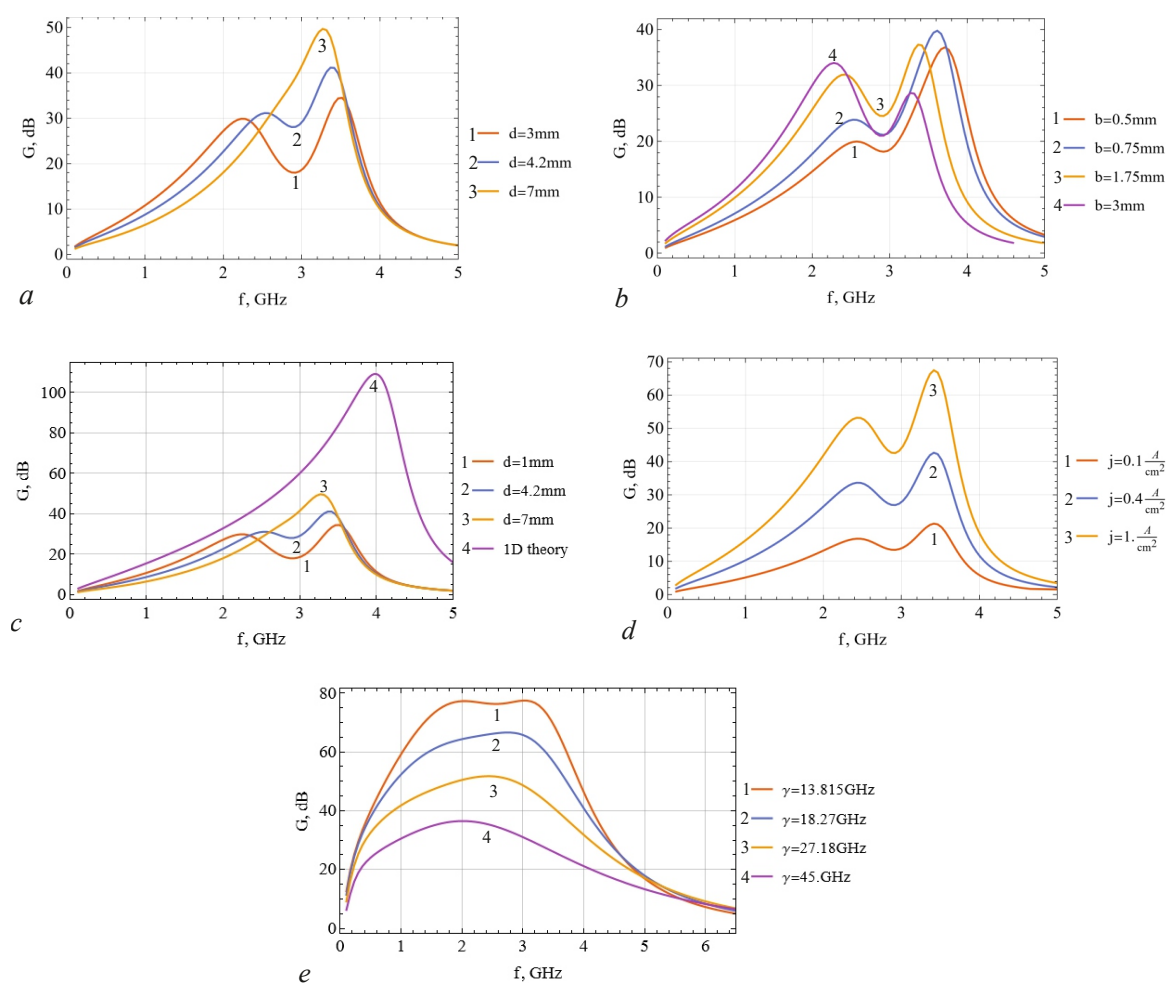 50
40
30
20
10
0
G, dB
3
2
1
0 1 2 3 4 5
f, GHz
1 d=3mm
2 d=4.2mm
3 d=7mm
a
40
30
20
10
0
G, dB
4
3
2
1
0 1 2 3 4 5
f, GHz
1 b=0.5mm
2 b=0.75mm
3 b=1.75mm
4 b=3mm
b
100
80
60
40
20
0
G, dB
4
3
2
1
0 1 2 3 4 5
f, GHz
1 d=1mm
2 d=4.2mm
3 d=7mm
4 1D theory
c
70
60
50
40
30
20
10
0
G, dB
3
2
1
0 1 2 3 4 5
f, GHz
1 j=0.1 A/cm²
2 j=0.4 A/cm²
3 j=1. A/cm²
d
80
60
40
20
0
G, dB
1
2
3
4
0 1 2 3 4 5 6
f, GHz
1 γ=13.815GHz
2 γ=18.27GHz
3 γ=27.18GHz
4 γ=45.GHz
e